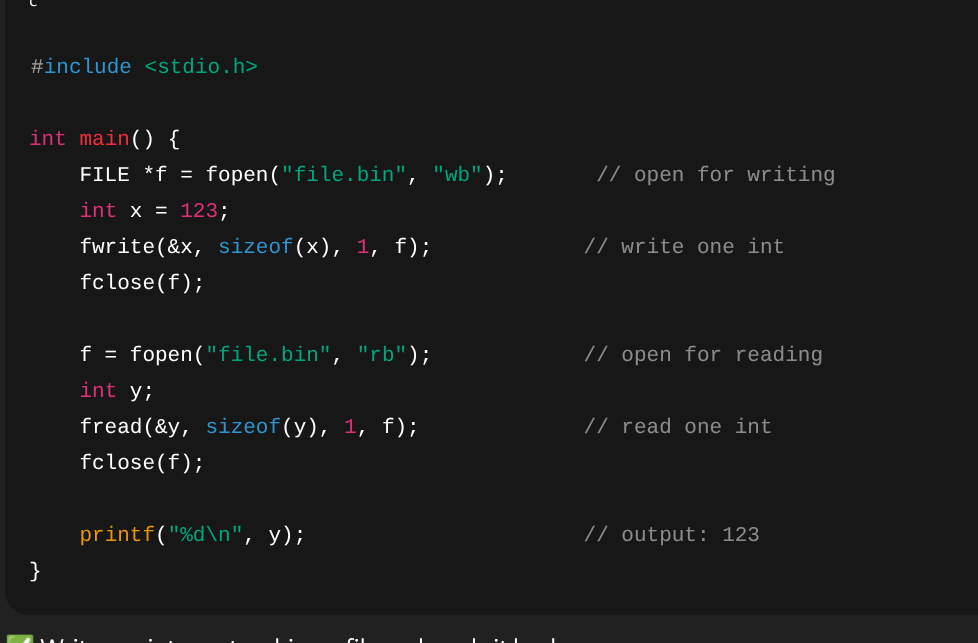 #include <stdio.h>
int main() {
FILE *f = fopen("file.bin", "wb"); // open for writing
int x = 123;
fwrite(&x, sizeof(x), 1, f); // write one int
fclose(f);
f = fopen("file.bin", "rb"); // open for reading
int y;
fread(&y, sizeof(y), 1, f); // read one int
fclose(f);
printf("%d\n", y); // output: 123
}